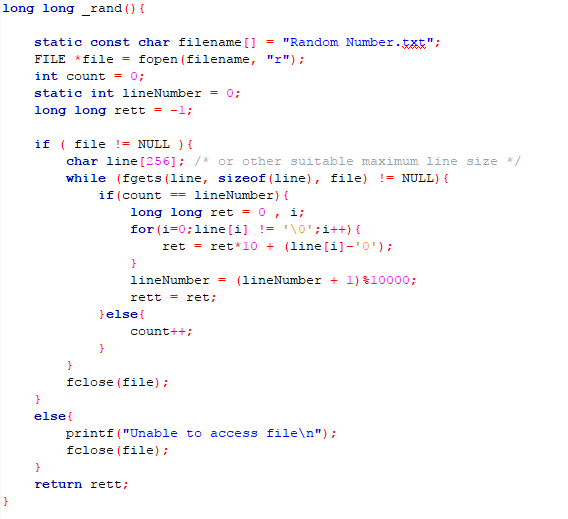 long long _rand(){
static const char filename[] = "Random Number.txt";
FILE *file = fopen(filename, "r");
int count = 0;
static int lineNumber = 0;
long long rett = -1;
if ( file != NULL ){
char line[256]; /* or other suitable maximum line size */
while (fgets(line, sizeof(line), file) != NULL){
if(count == lineNumber){
long long ret = 0 , i;
for(i=0;line[i] != '\0';i++){
ret = ret*10 + (line[i]-'0');
}
lineNumber = (lineNumber + 1)%10000;
rett = ret;
}else{
count++;
}
}
fclose(file);
}
else{
printf("Unable to access file\n");
fclose(file);
}
return rett;
}